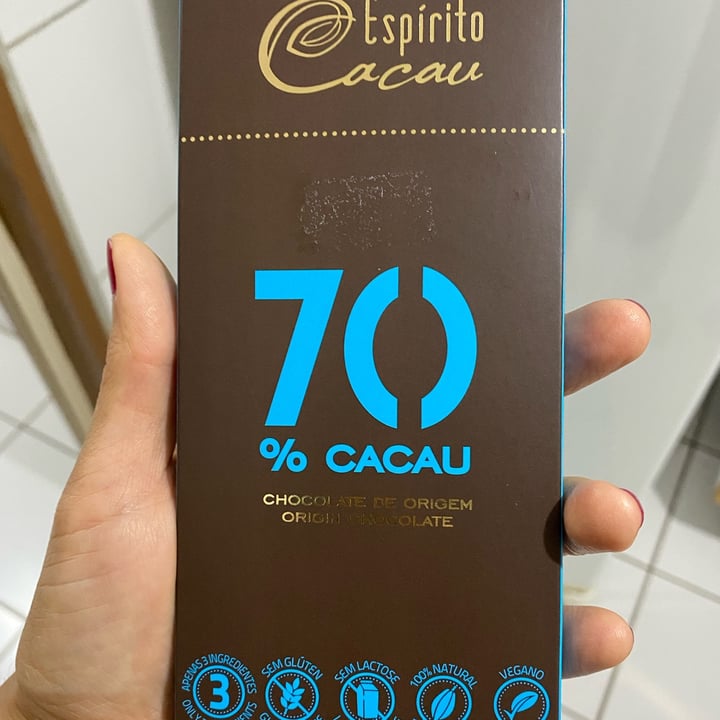 Espírito
Cacau
70
% CACAU
CHOCOLATE DE ORIGEM
ORIGIN CHOCOLATE
APENAS 3 INGREDIENTES
3
SEM GLÚTEN
SEM LACTOSE
100% NATURAL
VEGANO